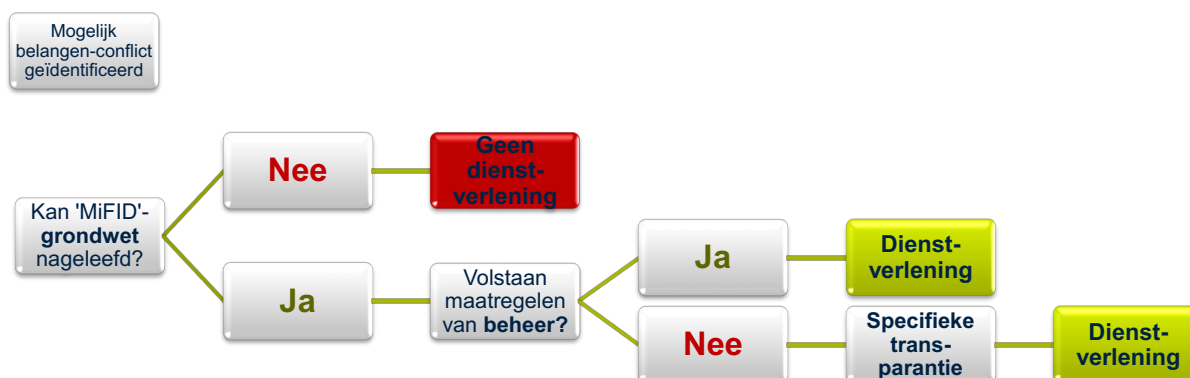 Mogelijk
belangen-conflict
geïdentificeerd
Kan 'MiFID'-
grondwet
nageleefd?
Nee
Geen
dienst-
verlening
Ja
Volstaan
maatregelen
van beheer?
Ja
Dienst-
verlening
Nee
Specifieke
trans-
parantie
Dienst-
verlening